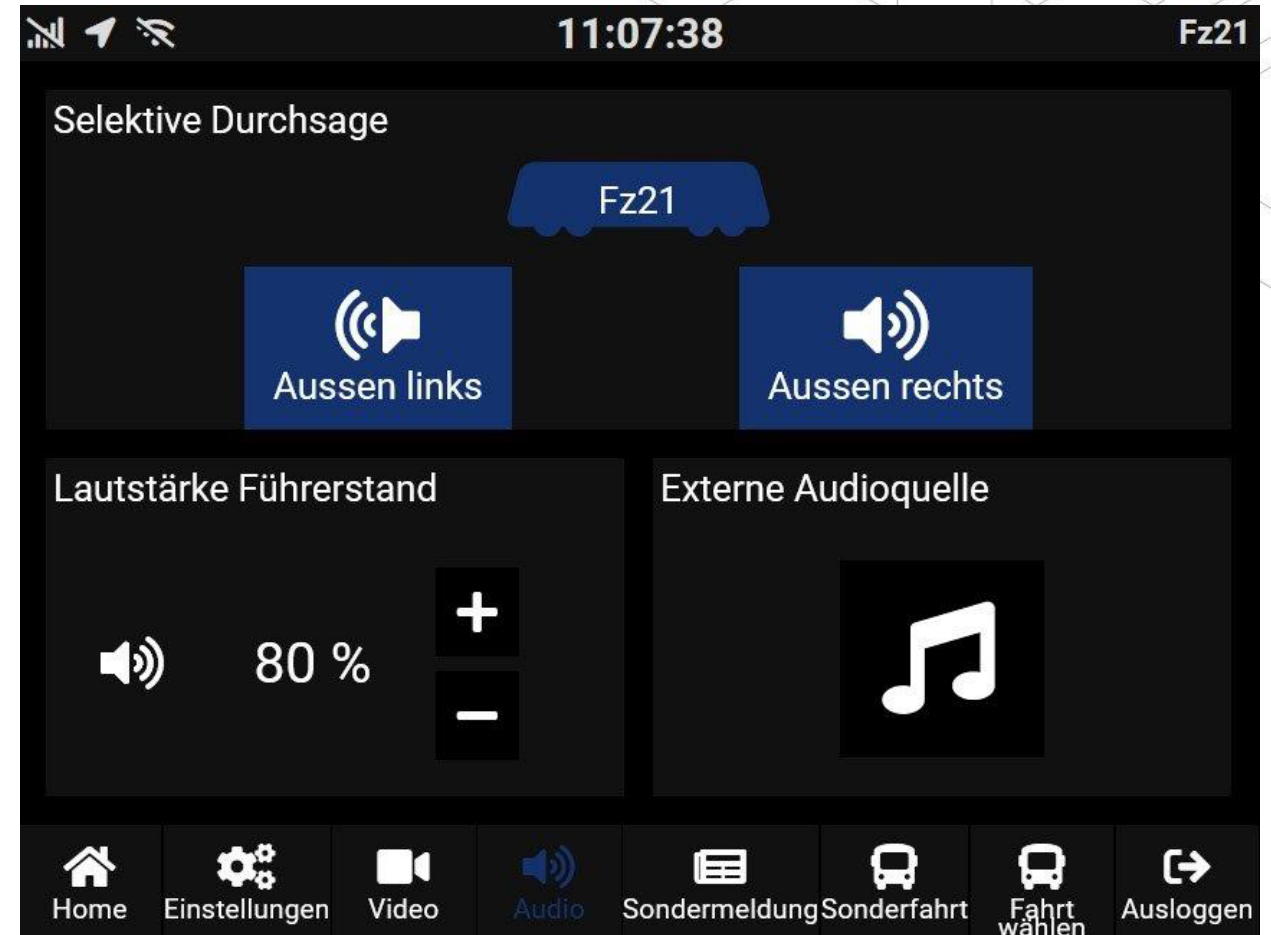 11:07:38
Fz21
Selektive Durchsage
Fz21
Aussen links
Aussen rechts
Lautstärke Führerstand
Externe Audioquelle
80 %
Home
Einstellungen
Video
Audio
Sondermeldung
Sonderfahrt
Fahrt
wählen
Ausloggen